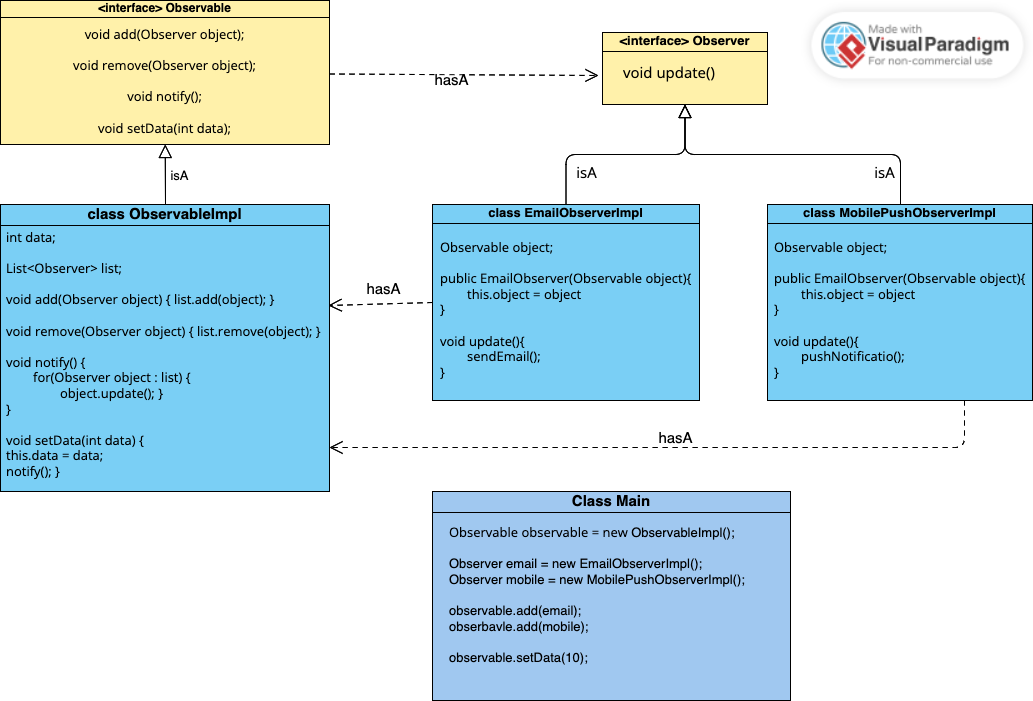 <interface> Observable
void add(Observer object);
void remove(Observer object);
void notify();
void setData(int data);
hasA
<interface> Observer
void update()
Made with
VisualParadigm
For non-commercial use
isA
isA
isA
class ObservableImpl
int data;
List<Observer> list;
void add(Observer object) { list.add(object); }
void remove(Observer object) { list.remove(object); }
void notify() {
for(Observer object : list) {
object.update(); }
}
void setData(int data) {
this.data = data;
notify(); }
hasA
class EmailObserverImpl
Observable object;
public EmailObserver(Observable object){
this.object = object
}
void update(){
sendEmail();
}
class MobilePushObserverImpl
Observable object;
public EmailObserver(Observable object){
this.object = object
}
void update(){
pushNotificatio();
}
hasA
Class Main
Observable observable = new ObservableImpl();
Observer email = new EmailObserverImpl();
Observer mobile = new MobilePushObserverImpl();
observable.add(email);
obserbavle.add(mobile);
observable.setData(10);